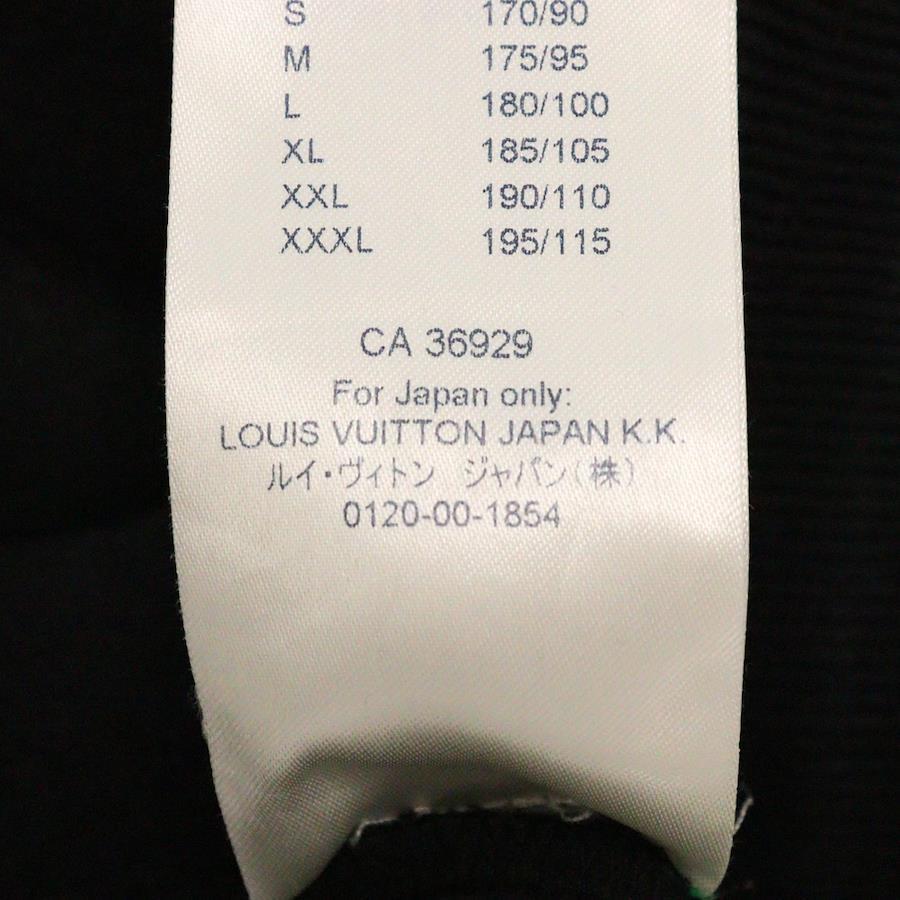 S 170/90
M 175/95
L 180/100
XL 185/105
XXL 190/110
XXXL 195/115
CA 36929
For Japan only:
LOUIS VUITTON JAPAN K.K.
ルイ・ヴィトン ジャパン(株)
0120-00-1854